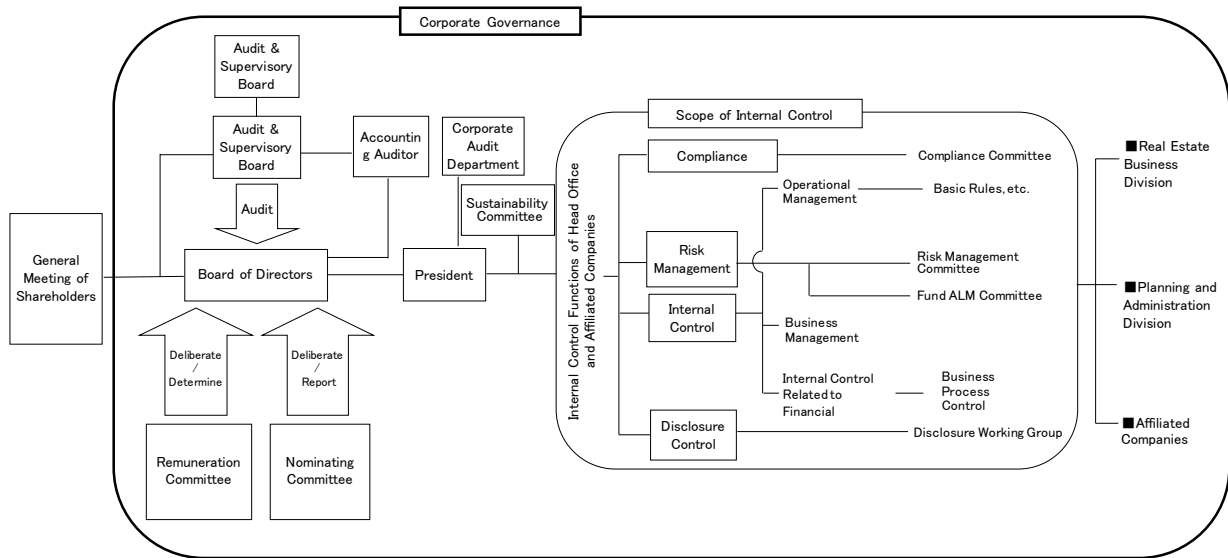 Corporate Governance
Audit &
Supervisory
Board
Audit &
Supervisory
Board
Accountin
g Auditor
Corporate
Audit
Department
Sustainability
Committee
Audit
General
Meeting of
Shareholders
Board of Directors
President
Deliberate
/
Determine
Deliberate
/
Report
Remuneration
Committee
Nominating
Committee
Internal Control Functions of Head Office
and Affiliated Companies
Scope of Internal Control
Compliance
Compliance Committee
Operational
Management
Basic Rules, etc.
Risk
Management
Risk Management
Committee
Fund ALM Committee
Internal
Control
Business
Management
Internal Control
Related to
Financial
Business
Process
Control
Disclosure
Control
Disclosure Working Group
■Real Estate
Business
Division
■Planning and
Administration
Division
■Affiliated
Companies